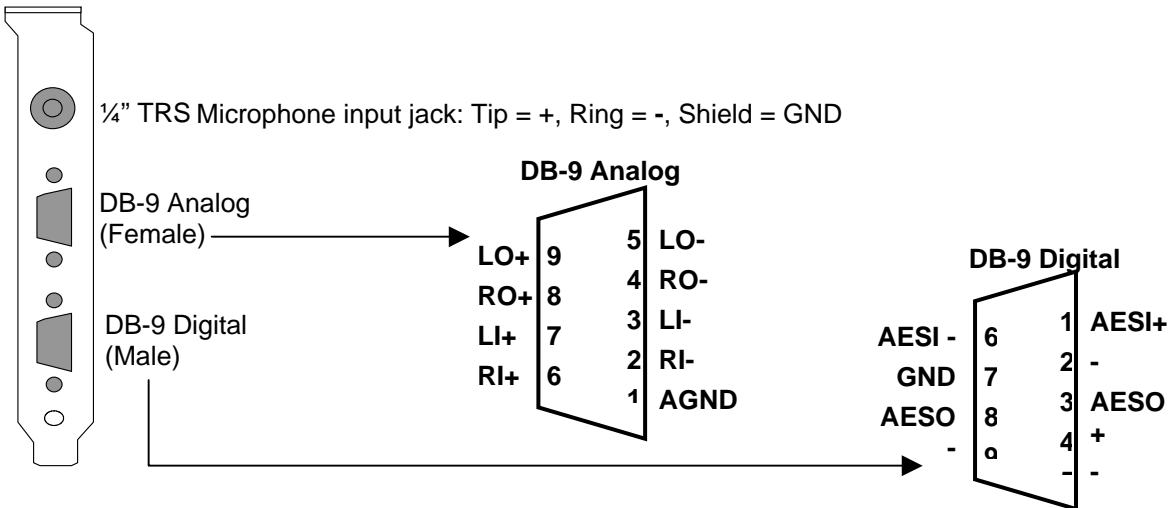 ¼" TRS Microphone input jack: Tip = +, Ring = -, Shield = GND
DB-9 Analog
(Female)
DB-9 Digital
(Male)
DB-9 Analog
LO+ 9 5 LO-
RO+ 8 4 RO-
LI+ 7 3 LI-
RI+ 6 2 RI-
1 AGND
DB-9 Digital
AESI - 6 1 AESI+
GND 7 2 -
AESO 8 3 AESO
- 4 +
-